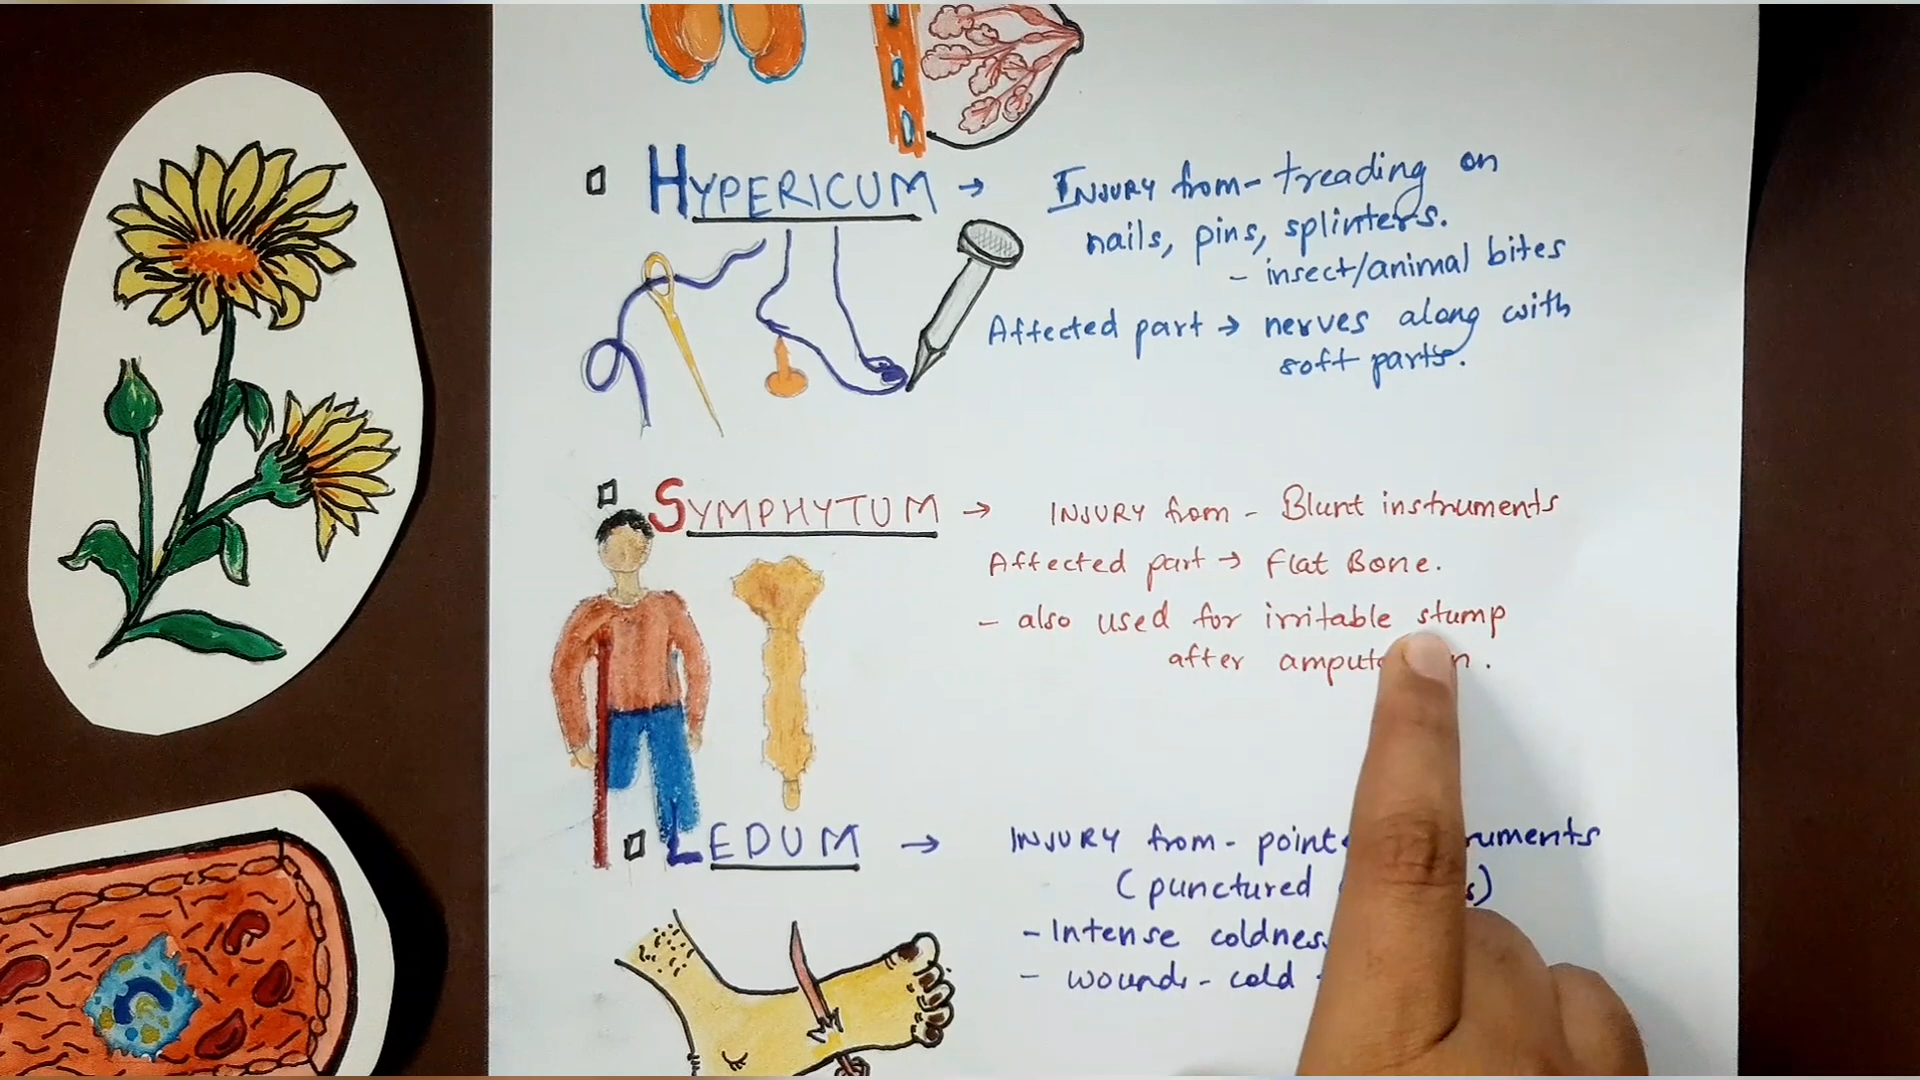 HYPERICUM → INJURY from - treading on
nails, pins, splinters.
- insect/animal bites
Affected part → nerves along with
soft parts.
SYMPHYTUM → INJURY from - Blunt instruments
Affected part → Flat Bone.
- also used for irritable stump
after
LEDUM → INJURY from -
(punctured
- Intense
- wounds - cold